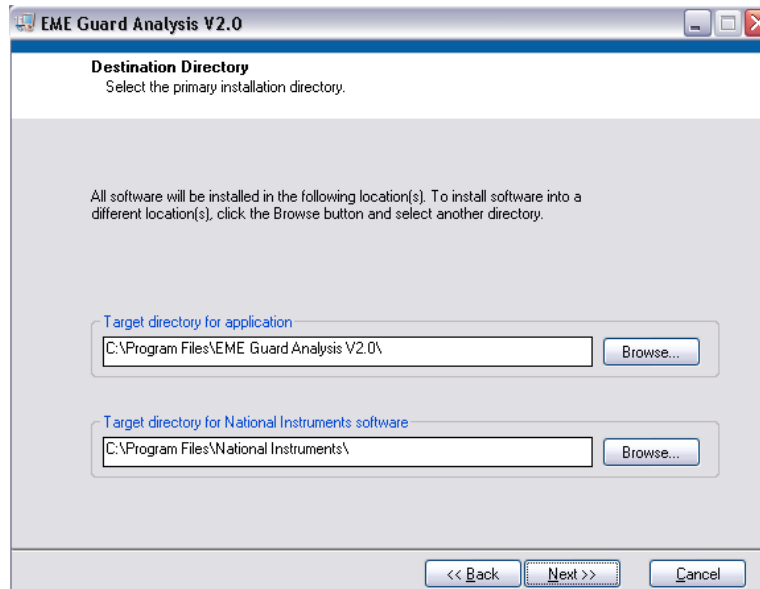 EME Guard Analysis V2.0
Destination Directory
Select the primary installation directory.
All software will be installed in the following location(s). To install software into a
different location(s), click the Browse button and select another directory.
Target directory for application
C:\Program Files\EME Guard Analysis V2.0\
Browse...
Target directory for National Instruments software
C:\Program Files\National Instruments\
Browse...
<< Back
Next >>
Cancel